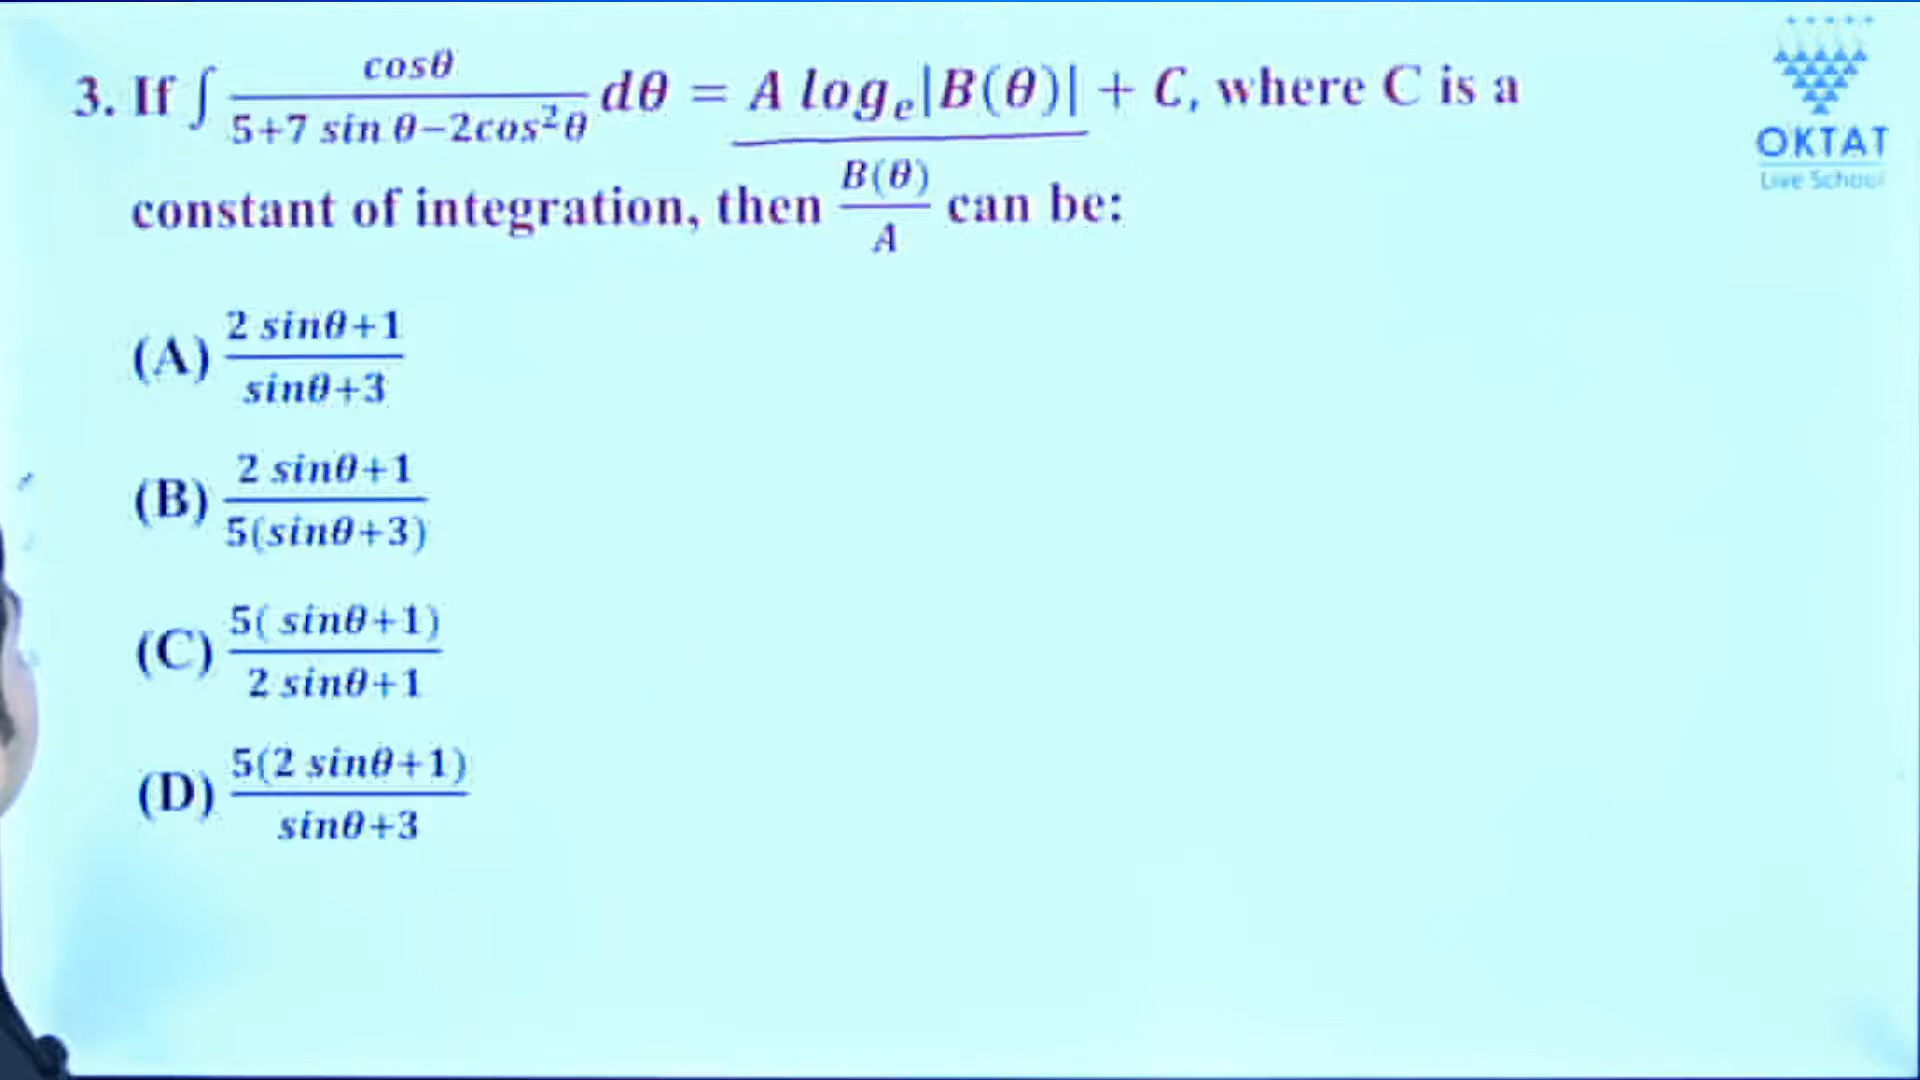 3. If ∫ cosθ / (5+7 sin θ−2cos²θ) dθ = A logₑ|B(θ)| + C, where C is a
constant of integration, then B(θ)/A can be:
(A) (2 sinθ+1)/(sinθ+3)
(B) (2 sinθ+1)/(5(sinθ+3))
(C) (5( sinθ+1))/(2 sinθ+1)
(D) (5(2 sinθ+1))/(sinθ+3)
OKTAT
Live School